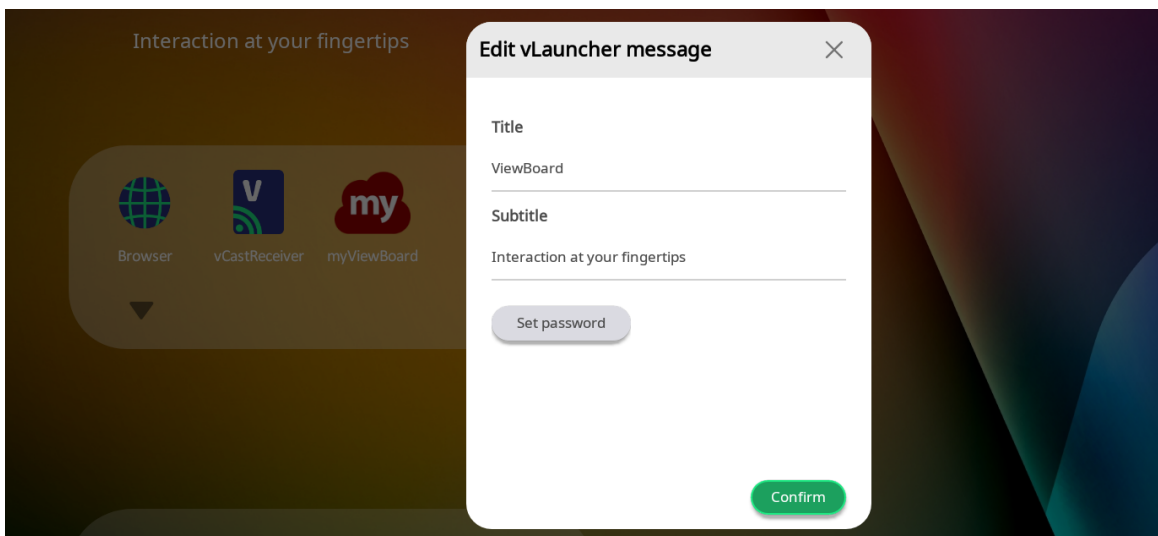 Interaction at your fingertips
V
my
Browser
vCastReceiver
myViewBoard
Edit vLauncher message
Title
ViewBoard
Subtitle
Interaction at your fingertips
Set password
Confirm